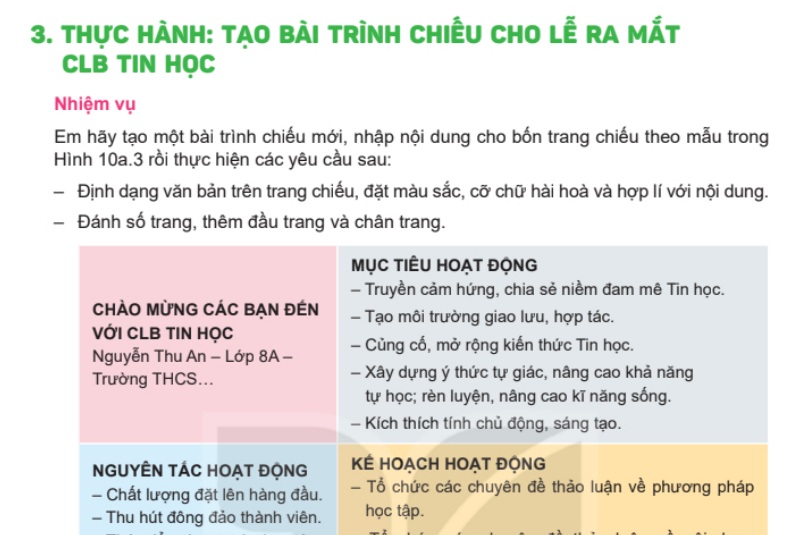 3. THỰC HÀNH: TẠO BÀI TRÌNH CHIẾU CHO LỄ RA MẮT
CLB TIN HỌC
Nhiệm vụ
Em hãy tạo một bài trình chiếu mới, nhập nội dung cho bốn trang chiếu theo mẫu trong
Hình 10a.3 rồi thực hiện các yêu cầu sau:
– Định dạng văn bản trên trang chiếu, đặt màu sắc, cỡ chữ hài hoà và hợp lí với nội dung.
– Đánh số trang, thêm đầu trang và chân trang.
CHÀO MỪNG CÁC BẠN ĐẾN
VỚI CLB TIN HỌC
Nguyễn Thu An – Lớp 8A –
Trường THCS...
MỤC TIÊU HOẠT ĐỘNG
– Truyền cảm hứng, chia sẻ niềm đam mê Tin học.
– Tạo môi trường giao lưu, hợp tác.
– Củng cố, mở rộng kiến thức Tin học.
– Xây dựng ý thức tự giác, nâng cao khả năng
tự học; rèn luyện, nâng cao kĩ năng sống.
– Kích thích tính chủ động, sáng tạo.
NGUYÊN TẮC HOẠT ĐỘNG
– Chất lượng đặt lên hàng đầu.
– Thu hút đông đảo thành viên.
KẾ HOẠCH HOẠT ĐỘNG
– Tổ chức các chuyên đề thảo luận về phương pháp
học tập.